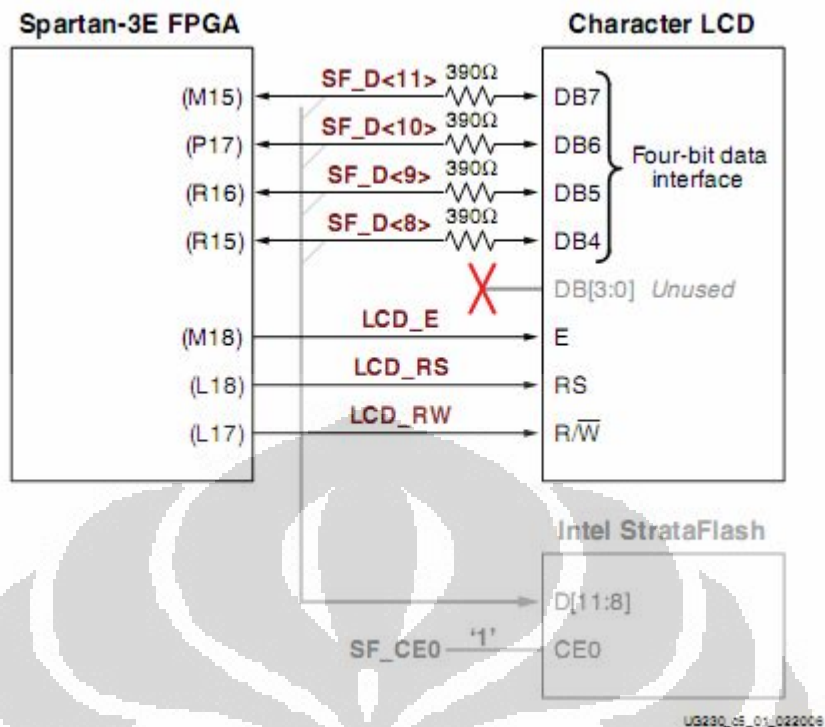 Spartan-3E FPGA
Character LCD
(M15) SF_D<11> 390Ω DB7
(P17) SF_D<10> 390Ω DB6
Four-bit data
interface
(R16) SF_D<9> 390Ω DB5
(R15) SF_D<8> 390Ω DB4
DB[3:0] Unused
(M18) LCD_E E
(L18) LCD_RS RS
(L17) LCD_RW R/W̅
Intel StrataFlash
D[11:8]
SF_CE0 '1' CE0
UG230_c5_01_022006